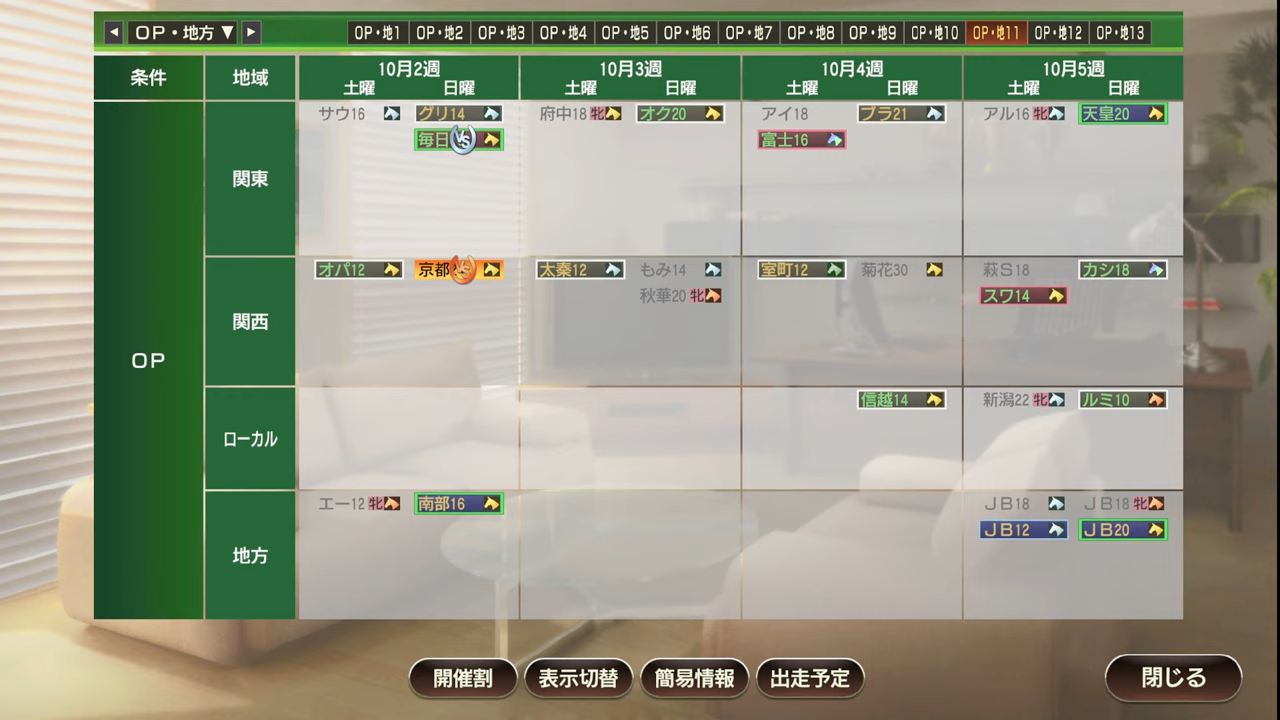 ◀ OP・地方▼ ▶ OP・地1 OP・地2 OP・地3 OP・地4 OP・地5 OP・地6 OP・地7 OP・地8 OP・地9 OP・地10 OP・地11 OP・地12 OP・地13
条件 地域 10月2週 10月3週 10月4週 10月5週
土曜 日曜 土曜 日曜 土曜 日曜 土曜 日曜
サウ16 グリ14 府中18 牝 オク20 アイ18 ブラ21 アル16 牝 天皇20
毎日 VS 富士16
関東
オパ12 京都 VS 太秦12 もみ14 室町12 菊花30 萩S18 カシ18
秋華20 牝 スワ14
関西
OP
信越14 新潟22 牝 ルミ10
ローカル
エー12 牝 南部16 JB18 JB18 牝
JB12 JB20
地方
開催割 表示切替 簡易情報 出走予定 閉じる